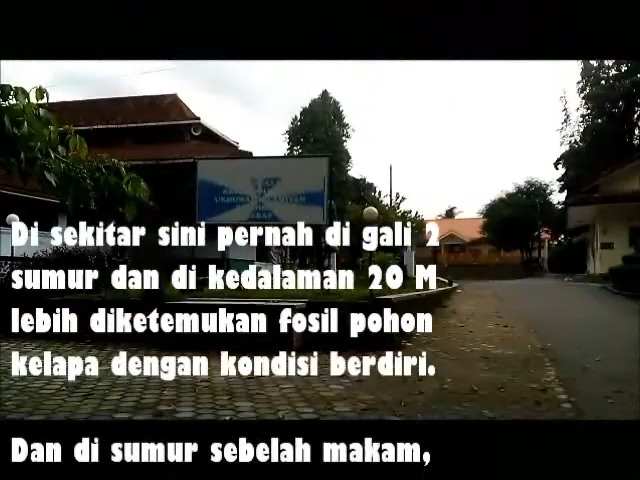 Di sekitar sini pernah di gali 2
sumur dan di kedalaman 20 M
lebih diketemukan fosil pohon
kelapa dengan kondisi berdiri.
Dan di sumur sebelah makam,